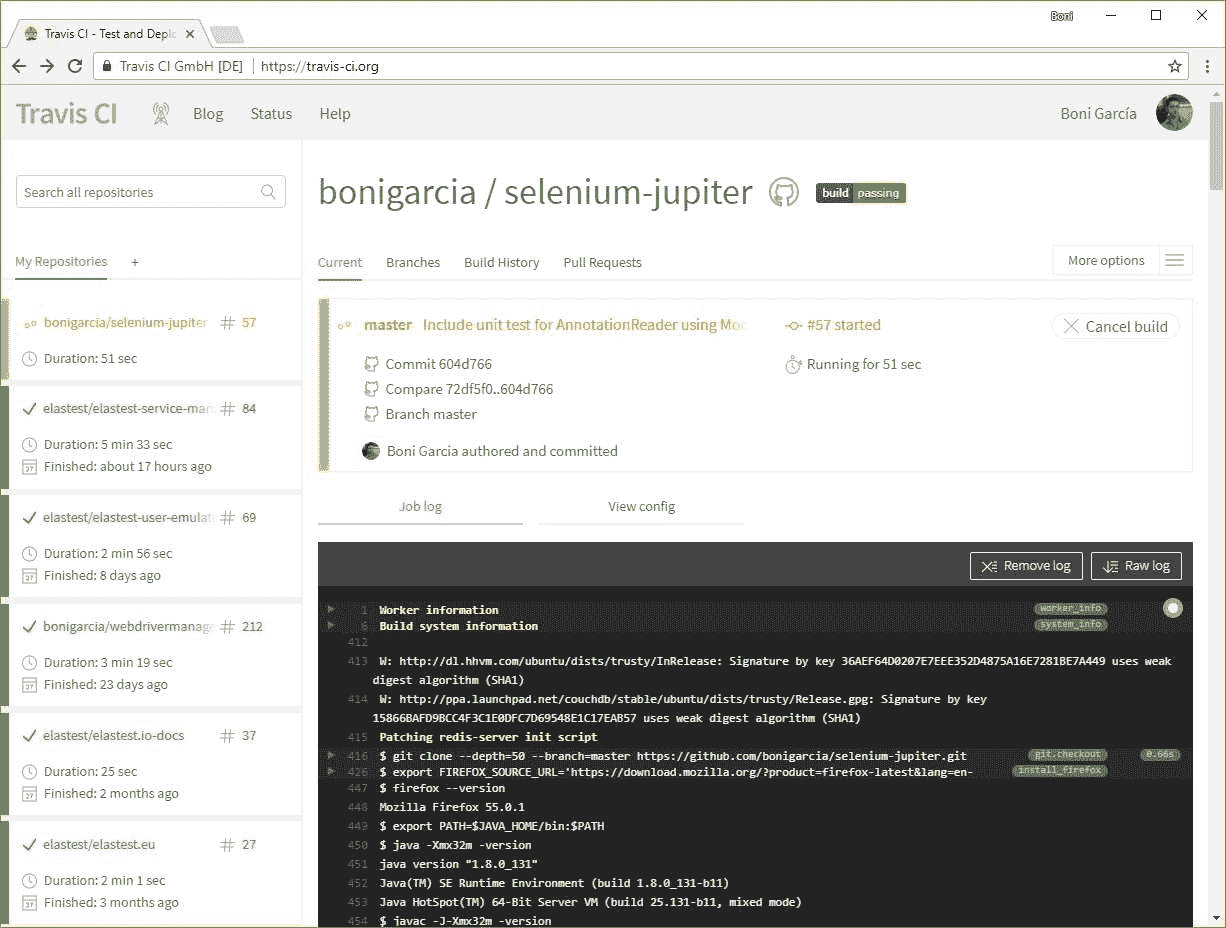 Boni
Travis CI - Test and Deplo
Travis CI GmbH [DE] https://travis-ci.org
Travis CI Blog Status Help Boni García
Search all repositories
My Repositories +
bonigarcia/selenium-jupiter # 57
Duration: 51 sec
elastest/elastest-service-man # 84
Duration: 5 min 33 sec
Finished: about 17 hours ago
elastest/elastest-user-emulat # 69
Duration: 2 min 56 sec
Finished: 8 days ago
bonigarcia/webdrivermanage # 212
Duration: 3 min 19 sec
Finished: 23 days ago
elastest/elastest.io-docs # 37
Duration: 25 sec
Finished: 2 months ago
elastest/elastest.eu # 27
Duration: 2 min 1 sec
Finished: 3 months ago
bonigarcia / selenium-jupiter build passing
Current Branches Build History Pull Requests More options
master Include unit test for AnnotationReader using Moc #57 started Cancel build
Commit 604d766 Running for 51 sec
Compare 72df5f0..604d766
Branch master
Boni Garcia authored and committed
Job log View config
Remove log Raw log
1 Worker information worker_info
6 Build system information system_info
412
413 W: http://dl.hhvm.com/ubuntu/dists/trusty/InRelease: Signature by key 36AEF64D0207E7EEE352D4875A16E7281BE7A449 uses weak
digest algorithm (SHA1)
414 W: http://ppa.launchpad.net/couchdb/stable/ubuntu/dists/trusty/Release.gpg: Signature by key
15866BAFD9BCC4F3C1E0DFC7D69548E1C17EAB57 uses weak digest algorithm (SHA1)
415 Patching redis-server init script
416 $ git clone --depth=50 --branch=master https://github.com/bonigarcia/selenium-jupiter.git git.checkout 0.66s
426 $ export FIREFOX_SOURCE_URL='https://download.mozilla.org/?product=firefox-latest&lang=en- install_firefox
447 $ firefox --version
448 Mozilla Firefox 55.0.1
449 $ export PATH=$JAVA_HOME/bin:$PATH
450 $ java -Xmx32m -version
451 java version "1.8.0_131"
452 Java(TM) SE Runtime Environment (build 1.8.0_131-b11)
453 Java HotSpot(TM) 64-Bit Server VM (build 25.131-b11, mixed mode)
454 $ javac -J-Xmx32m -version